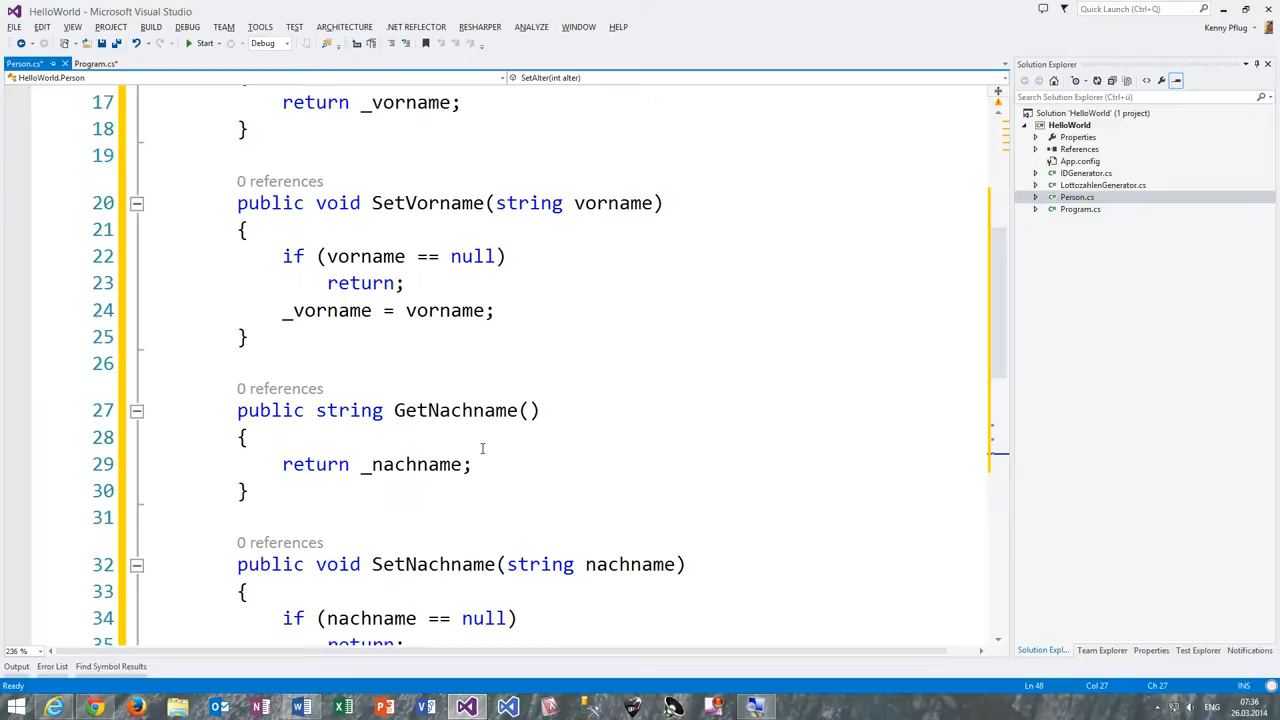 HelloWorld - Microsoft Visual Studio
Quick Launch (Ctrl+Q)
FILE EDIT VIEW PROJECT BUILD DEBUG TEAM TOOLS TEST ARCHITECTURE .NET REFLECTOR RESHARPER ANALYZE WINDOW HELP
Kenny Pflug
Start Debug
Person.cs* Program.cs*
HelloWorld.Person SetAlter(int alter)
17 return _vorname;
18 }
19
0 references
20 public void SetVorname(string vorname)
21 {
22 if (vorname == null)
23 return;
24 _vorname = vorname;
25 }
26
0 references
27 public string GetNachname()
28 {
29 return _nachname;
30 }
31
0 references
32 public void SetNachname(string nachname)
33 {
34 if (nachname == null)
35 return;
236 %
Solution Explorer
Search Solution Explorer (Ctrl+ü)
Solution 'HelloWorld' (1 project)
HelloWorld
Properties
References
App.config
IDGenerator.cs
LottozahlenGenerator.cs
Person.cs
Program.cs
Solution Expl... Team Explorer Properties Test Explorer Notifications
Output Error List Find Symbol Results
Ready Ln 48 Col 27 Ch 27 INS
ENG 07:36
26.03.2014